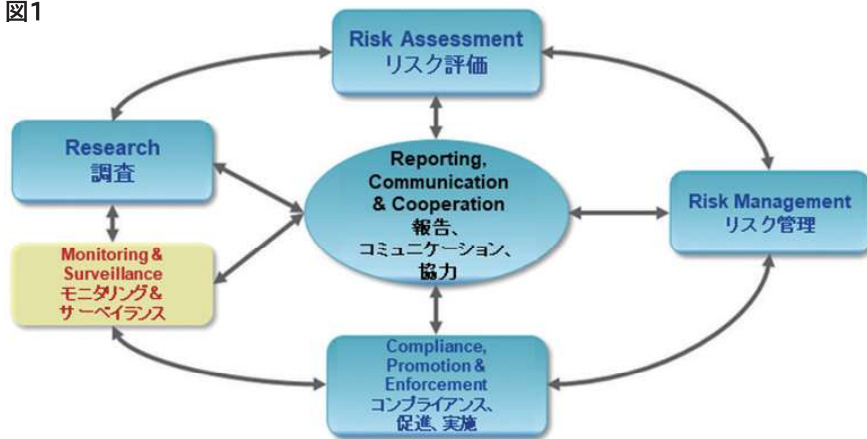 図1
Risk Assessment
リスク評価
Research
調査
Reporting,
Communication
& Cooperation
報告、
コミュニケーション、
協力
Risk Management
リスク管理
Monitoring &
Surveillance
モニタリング&
サーベイランス
Compliance,
Promotion &
Enforcement
コンプライアンス、
促進、実施